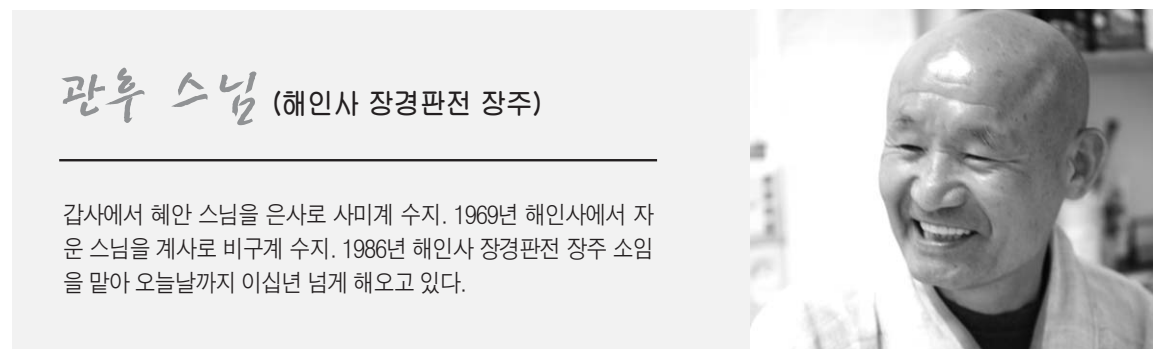 관후 스님 (해인사 장경판전 장주)
갑사에서 혜안 스님을 은사로 사미계 수지. 1969년 해인사에서 자
운 스님을 계사로 비구계 수지. 1986년 해인사 장경판전 장주 소임
을 맡아 오늘날까지 이십년 넘게 해오고 있다.